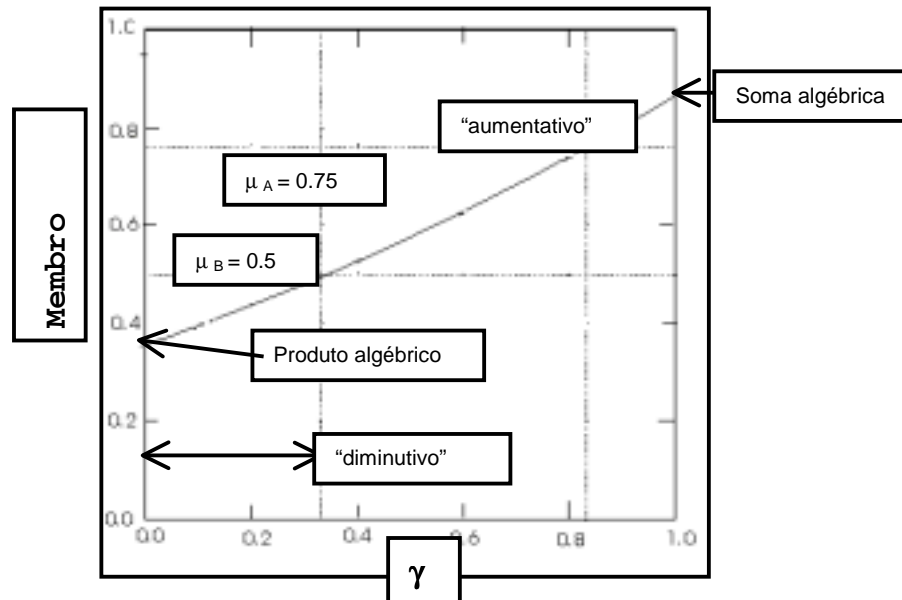 1.0
Soma algébrica
“aumentativo”
0.8
μ A = 0.75
Membro
0.6
μ B = 0.5
0.4
Produto algébrico
0.2
“diminutivo”
0.0
0.0 0.2 0.4 0.6 0.8 1.0
γ